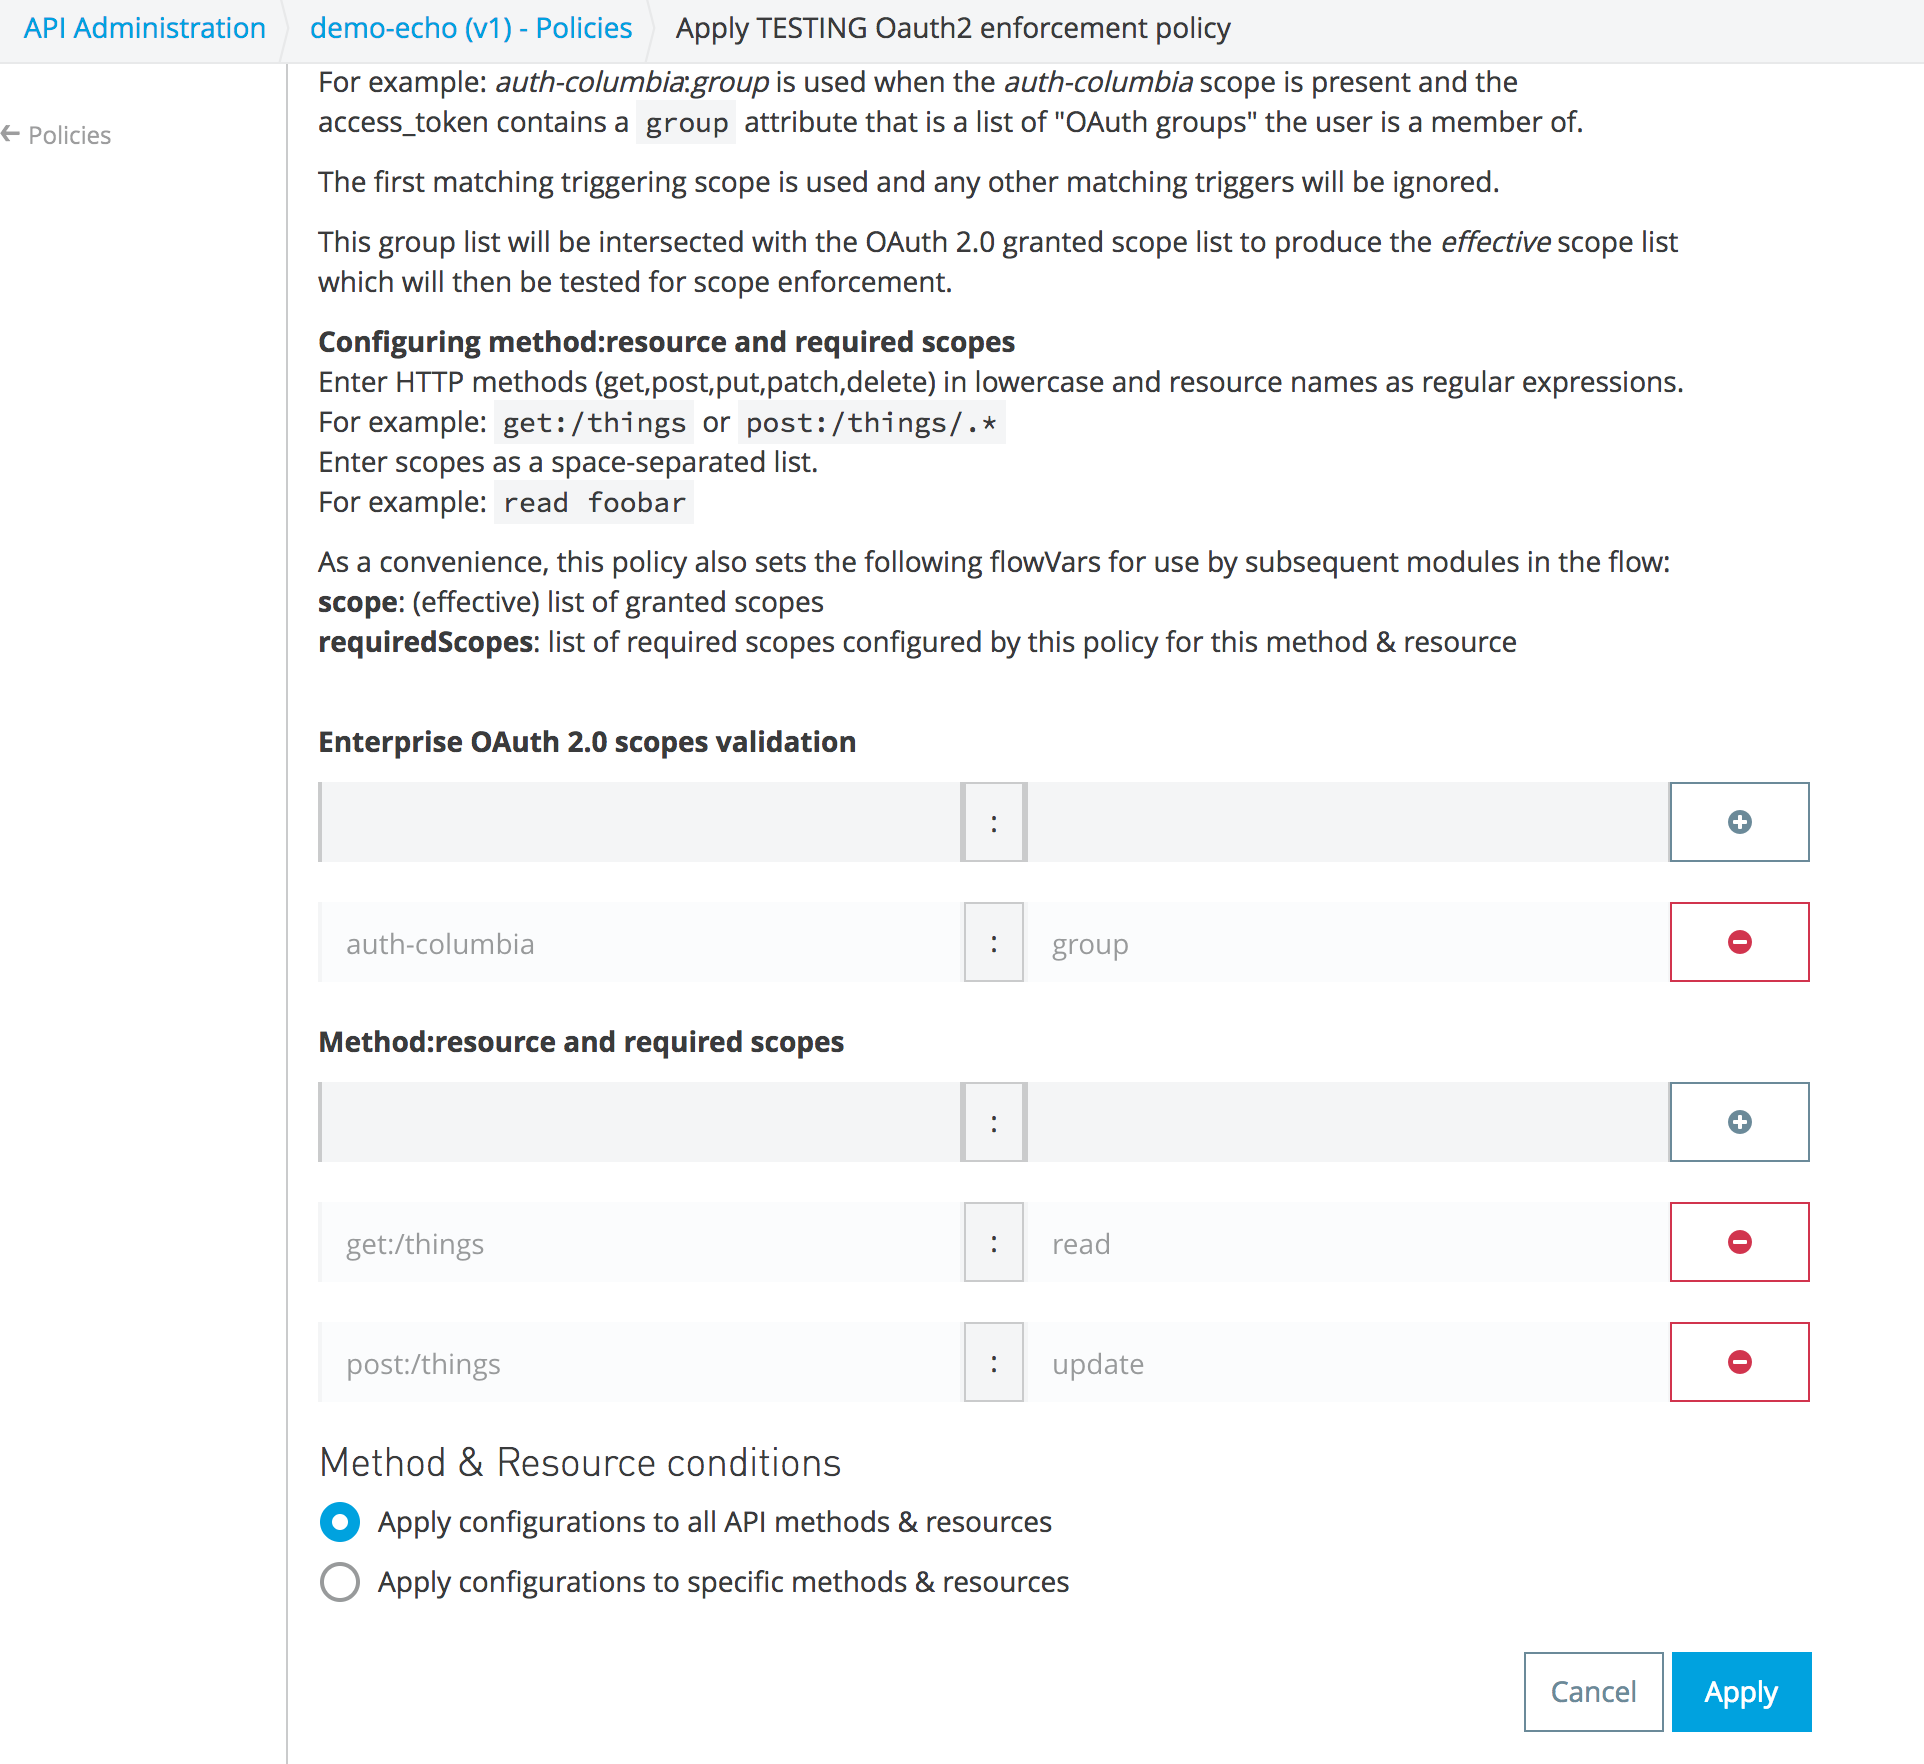 API Administration demo-echo (v1) - Policies Apply TESTING Oauth2 enforcement policy
← Policies
For example: auth-columbia:group is used when the auth-columbia scope is present and the
access_token contains a group attribute that is a list of "OAuth groups" the user is a member of.
The first matching triggering scope is used and any other matching triggers will be ignored.
This group list will be intersected with the OAuth 2.0 granted scope list to produce the effective scope list
which will then be tested for scope enforcement.
Configuring method:resource and required scopes
Enter HTTP methods (get,post,put,patch,delete) in lowercase and resource names as regular expressions.
For example: get:/things or post:/things/.*
Enter scopes as a space-separated list.
For example: read foobar
As a convenience, this policy also sets the following flowVars for use by subsequent modules in the flow:
scope: (effective) list of granted scopes
requiredScopes: list of required scopes configured by this policy for this method & resource
Enterprise OAuth 2.0 scopes validation
:
auth-columbia : group
Method:resource and required scopes
:
get:/things : read
post:/things : update
Method & Resource conditions
Apply configurations to all API methods & resources
Apply configurations to specific methods & resources
Cancel Apply